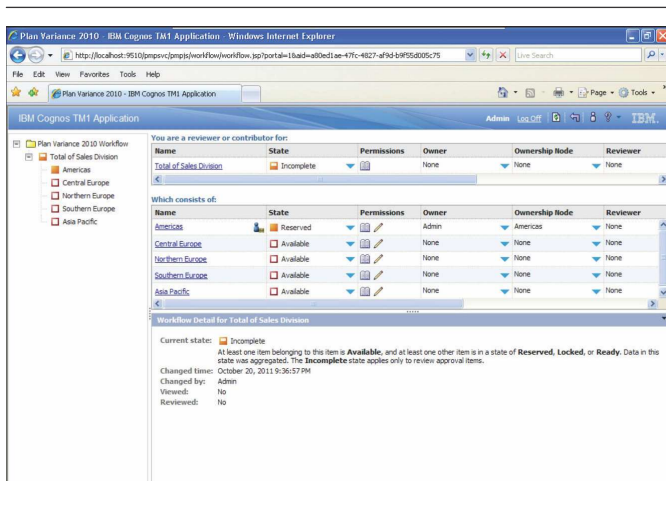 Plan Variance 2010 - IBM Cognos TM1 Application - Windows Internet Explorer
http://localhost:9510/pmpsvc/pmpjs/workflow/workflow.jsp?portal=1&aid=a80ed1ae-47fc-4827-af9d-b9f55d005c75
Live Search
File Edit View Favorites Tools Help
Plan Variance 2010 - IBM Cognos TM1 Application
Page Tools
IBM Cognos TM1 Application
Admin Log Off IBM.
Plan Variance 2010 Workflow
Total of Sales Division
Americas
Central Europe
Northern Europe
Southern Europe
Asia Pacific
You are a reviewer or contributor for:
Name State Permissions Owner Ownership Node Reviewer
Total of Sales Division Incomplete None None None
Which consists of:
Name State Permissions Owner Ownership Node Reviewer
Americas Reserved Admin Americas None
Central Europe Available None None None
Northern Europe Available None None None
Southern Europe Available None None None
Asia Pacific Available None None None
Workflow Detail for Total of Sales Division
Current state: Incomplete
At least one item belonging to this item is Available, and at least one other item is in a state of Reserved, Locked, or Ready. Data in this
state was aggregated. The Incomplete state applies only to review approval items.
Changed time: October 20, 2011 9:36:57 PM
Changed by: Admin
Viewed: No
Reviewed: No